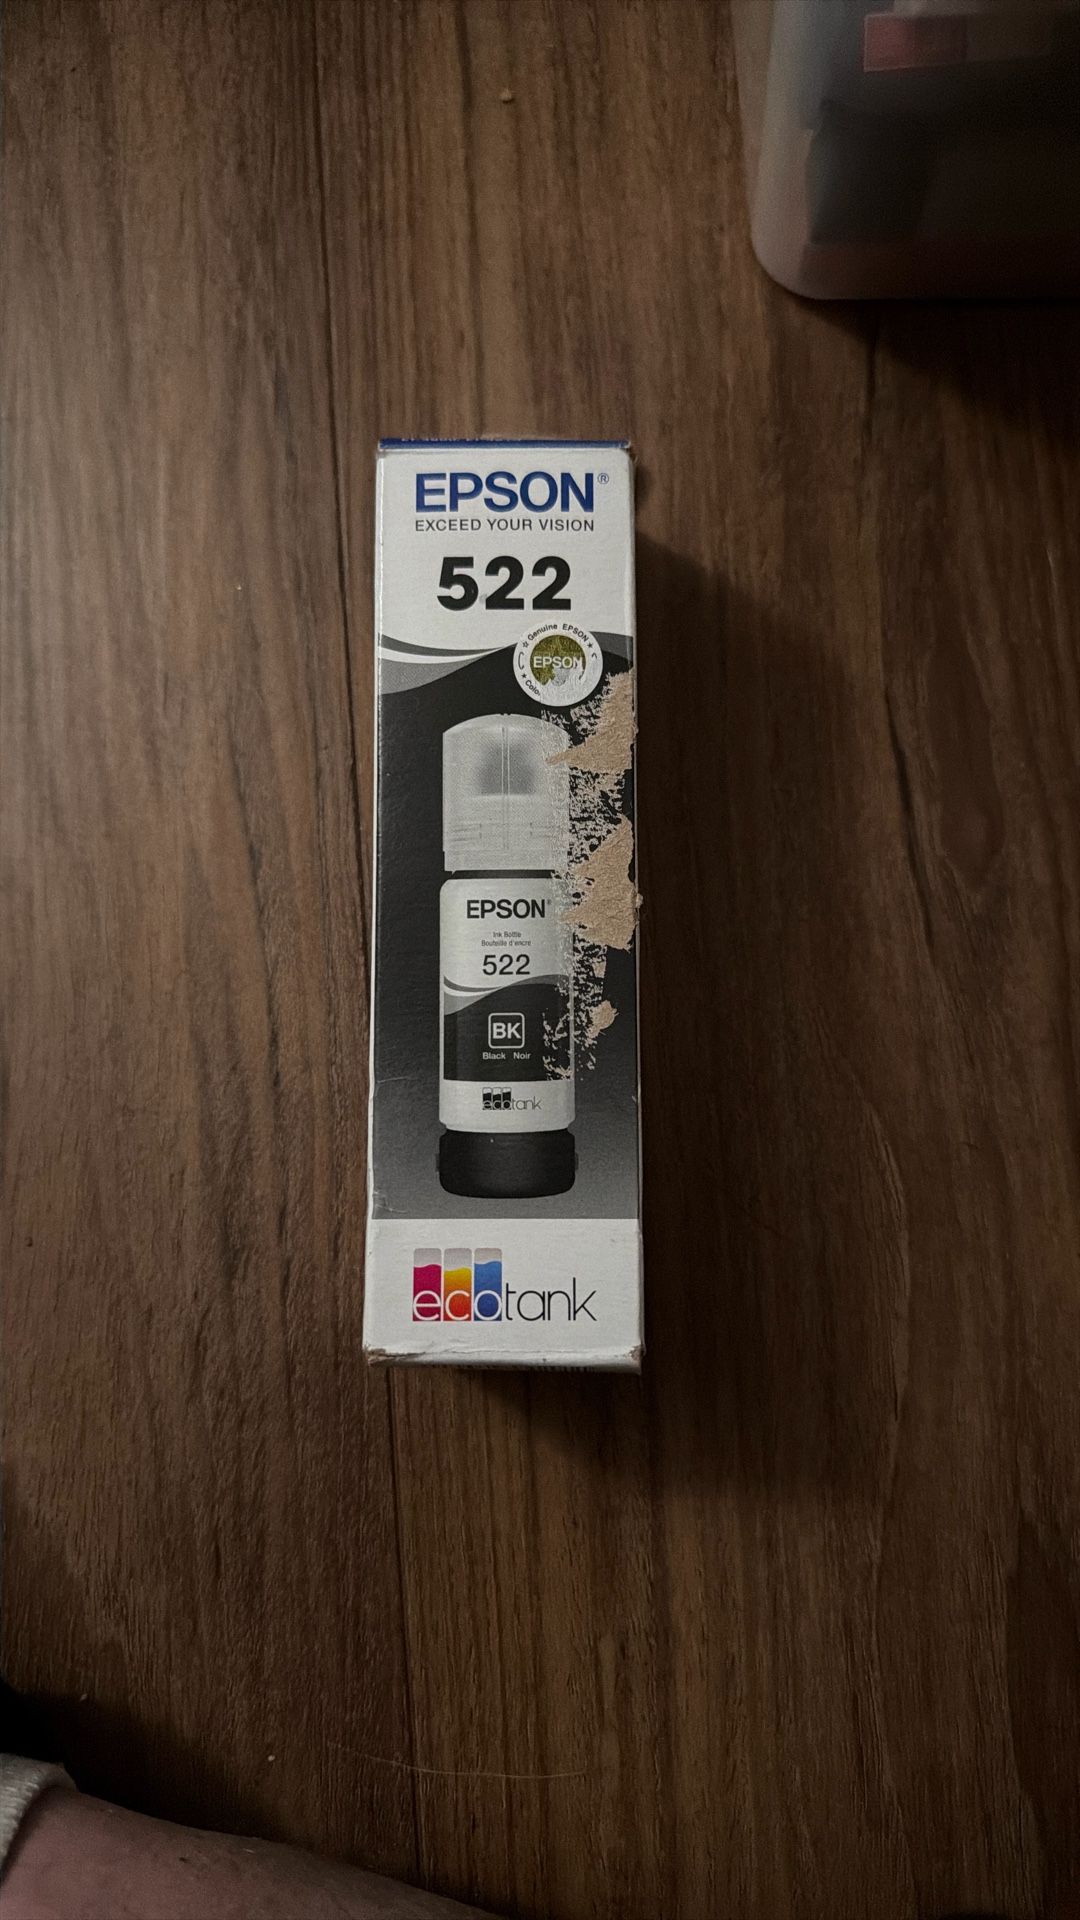 EPSON®
EXCEED YOUR VISION
522
Genuine EPSON
EPSON
EPSON®
Ink Bottle
Bouteille d'encre
522
BK
Black Noir
ecotank
ecotank